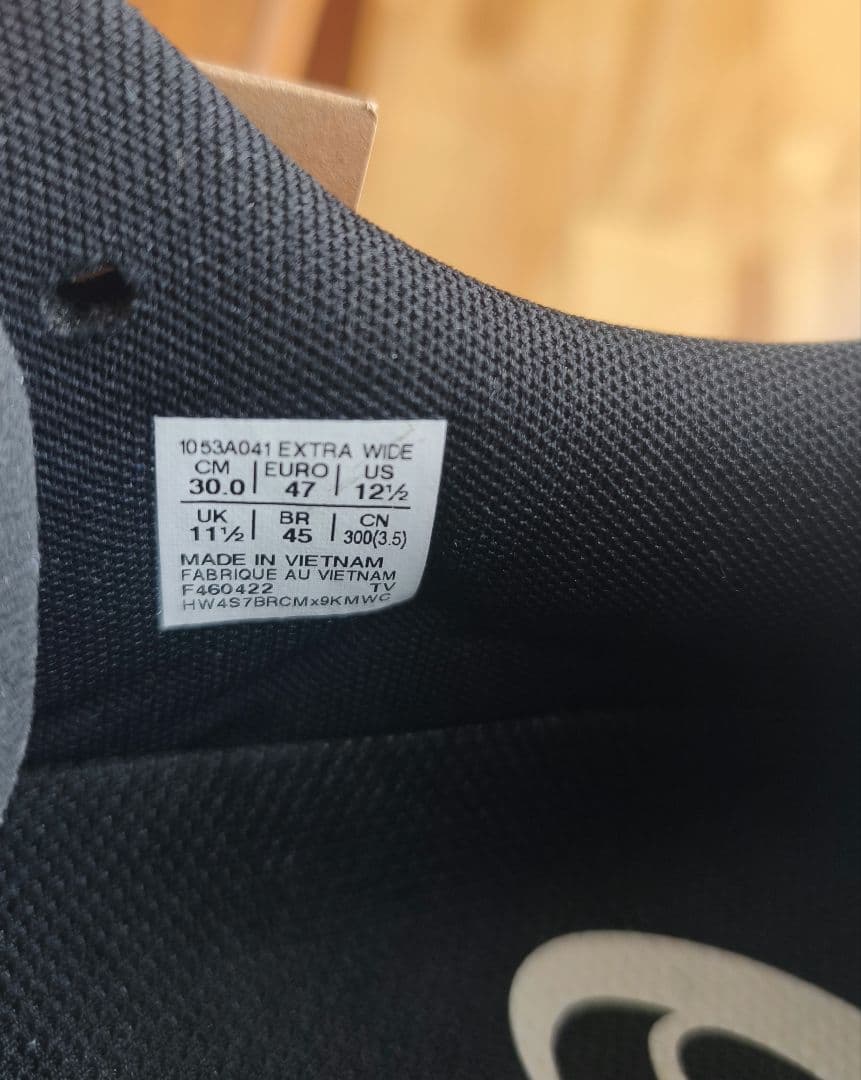 1053A041 EXTRA WIDE
CM | EURO | US
30.0 | 47 | 12½
UK | BR | CN
11½ | 45 | 300(3.5)
MADE IN VIETNAM
FABRIQUE AU VIETNAM
F460422 TV
HW4S7BRCMx9KMWC